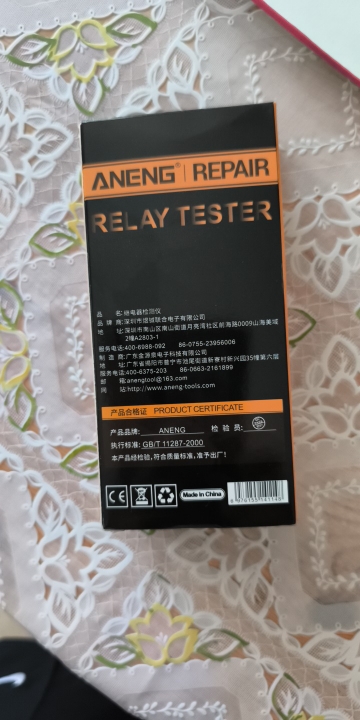 ANENG® | REPAIR
RELAY TESTER
品 名:继电器检测仪
品 牌 商:深圳市煜城联合电子有限公司
地 址:深圳市南山区南山街道月亮湾社区前海路0009山海美域
2幢A2803-1
服务电话:400-6988-092 86-0755-23956006
制 造 商:广东金源泉电子科技有限公司
地 址:广东省揭阳市普宁市池尾街道新寮村新兴园35幢第六层
服务电话:400-6375-203 86-0663-2161899
邮 箱:anengtool@163.com
网 站:http://www.aneng-tools.com
产品合格证 PRODUCT CERTIFICATE
产品品牌: ANENG 检 验 员:
执行标准: GB/T 11287-2000
本产品经检验,符合质量标准,准予出厂!
CE Made in China